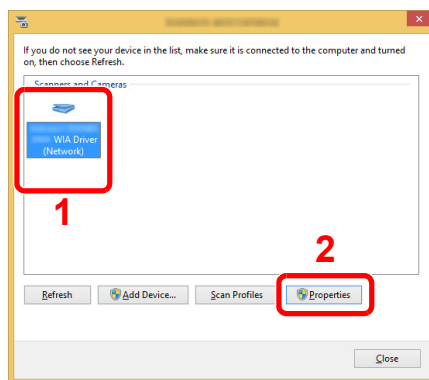 If you do not see your device in the list, make sure it is connected to the computer and turned
on, then choose Refresh.
Scanners and Cameras
WIA Driver
(Network)
1
2
Refresh
Add Device...
Scan Profiles
Properties
Close